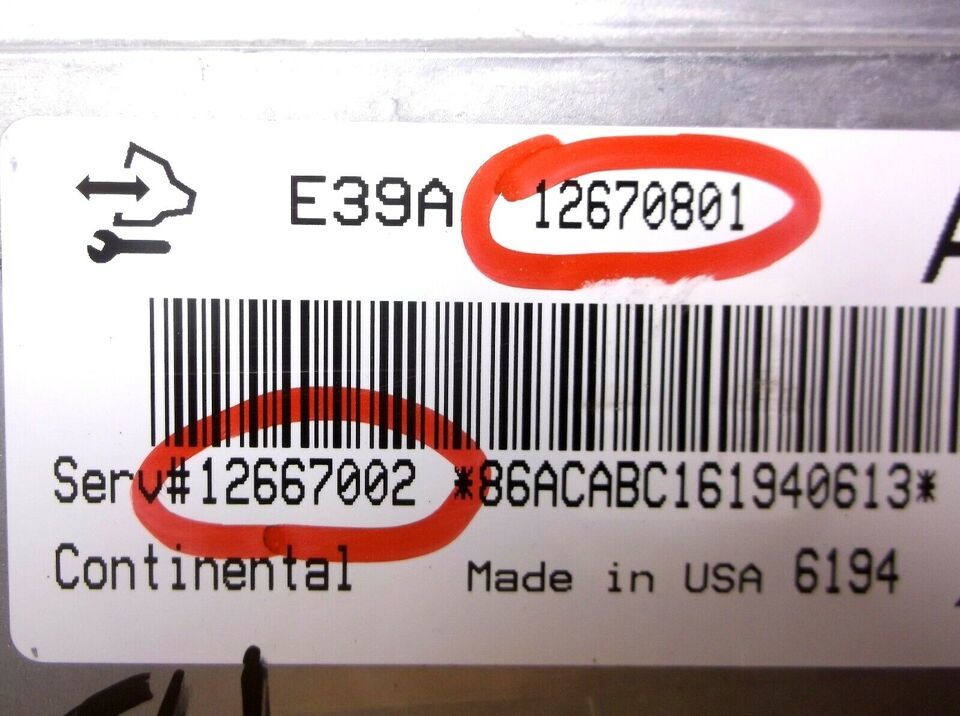 E39A 12670801
Serv#12667002 *86ACABC161940613*
Continental Made in USA 6194